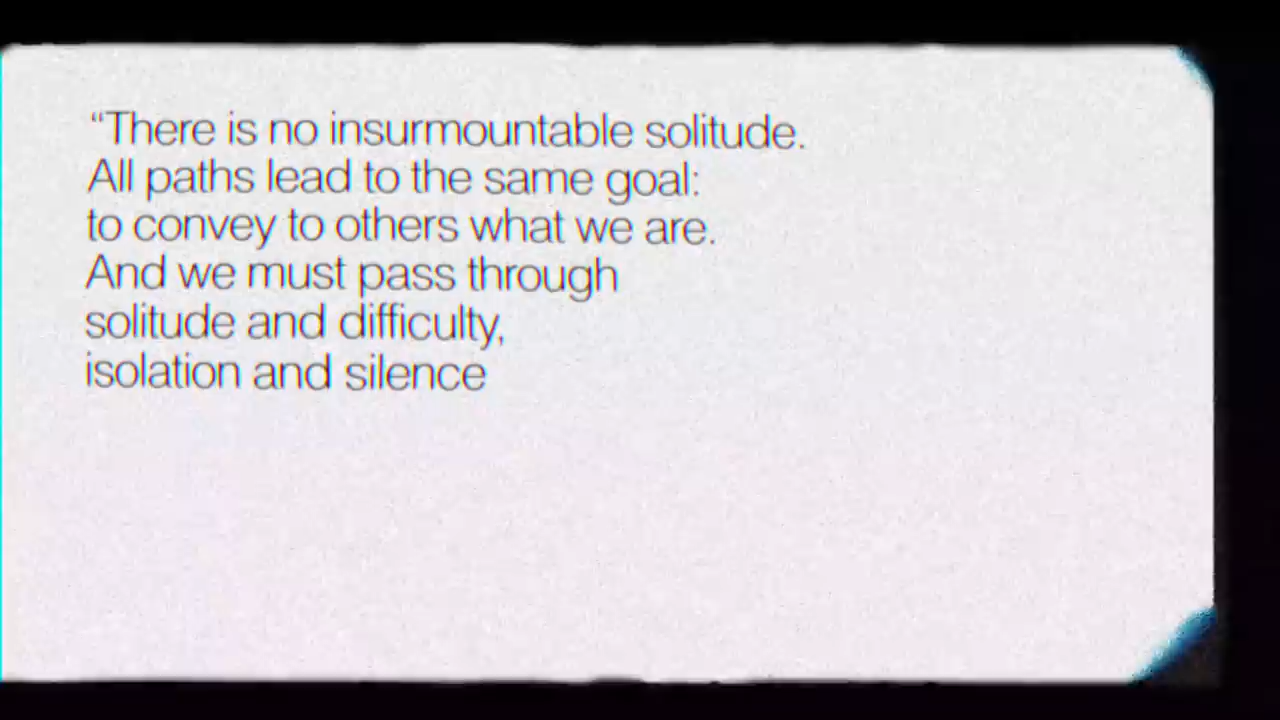 “There is no insurmountable solitude.
All paths lead to the same goal:
to convey to others what we are.
And we must pass through
solitude and difficulty,
isolation and silence